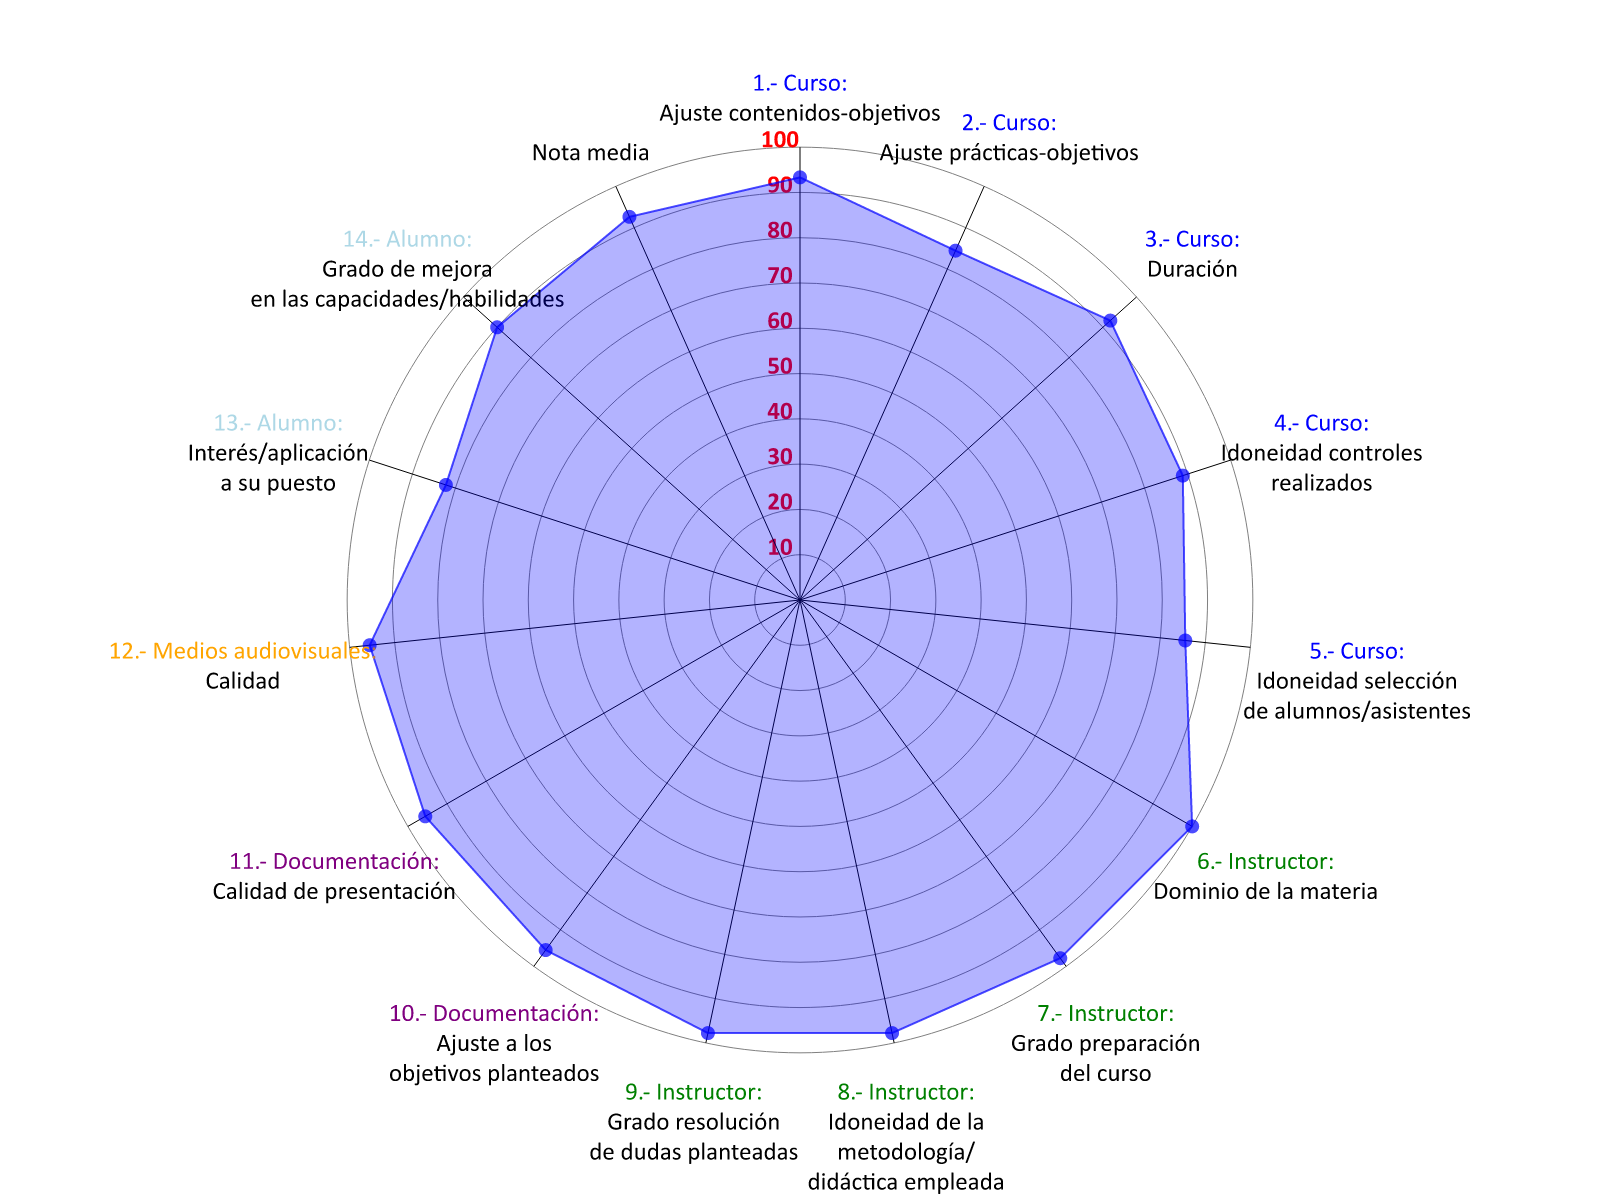 1.- Curso:
Ajuste contenidos-objetivos
2.- Curso:
Ajuste prácticas-objetivos
3.- Curso:
Duración
4.- Curso:
Idoneidad controles
realizados
5.- Curso:
Idoneidad selección
de alumnos/asistentes
6.- Instructor:
Dominio de la materia
7.- Instructor:
Grado preparación
del curso
8.- Instructor:
Idoneidad de la
metodología/
didáctica empleada
9.- Instructor:
Grado resolución
de dudas planteadas
10.- Documentación:
Ajuste a los
objetivos planteados
11.- Documentación:
Calidad de presentación
12.- Medios audiovisuales
Calidad
13.- Alumno:
Interés/aplicación
a su puesto
14.- Alumno:
Grado de mejora
en las capacidades/habilidades
Nota media
100
90
80
70
60
50
40
30
20
10